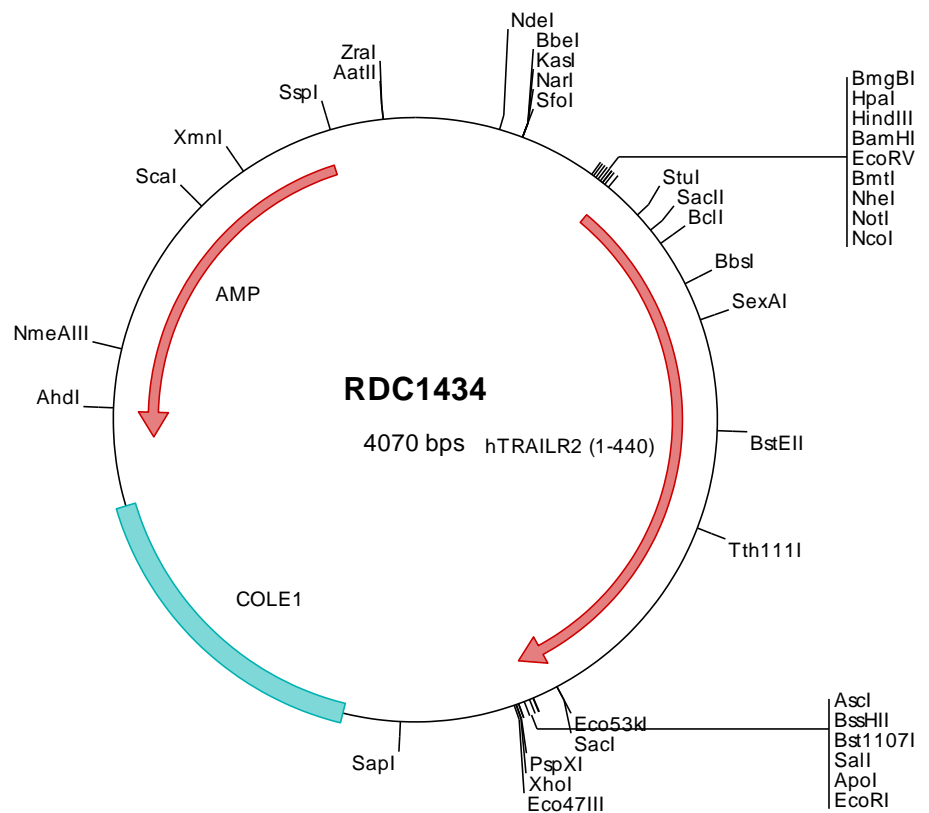 NdeI
BbeI
KasI
NarI
SfoI
ZraI
AatII
SspI
XmnI
ScaI
NmeAIII
AhdI
BmgBI
HpaI
HindIII
BamHI
EcoRV
BmtI
NheI
NotI
NcoI
StuI
SacII
BclI
BbsI
SexAI
BstEII
Tth111I
AMP
RDC1434
4070 bps
hTRAILR2 (1-440)
COLE1
SapI
Eco53kI
SacI
PspXI
XhoI
Eco47III
AscI
BssHII
Bst1107I
SalI
ApoI
EcoRI